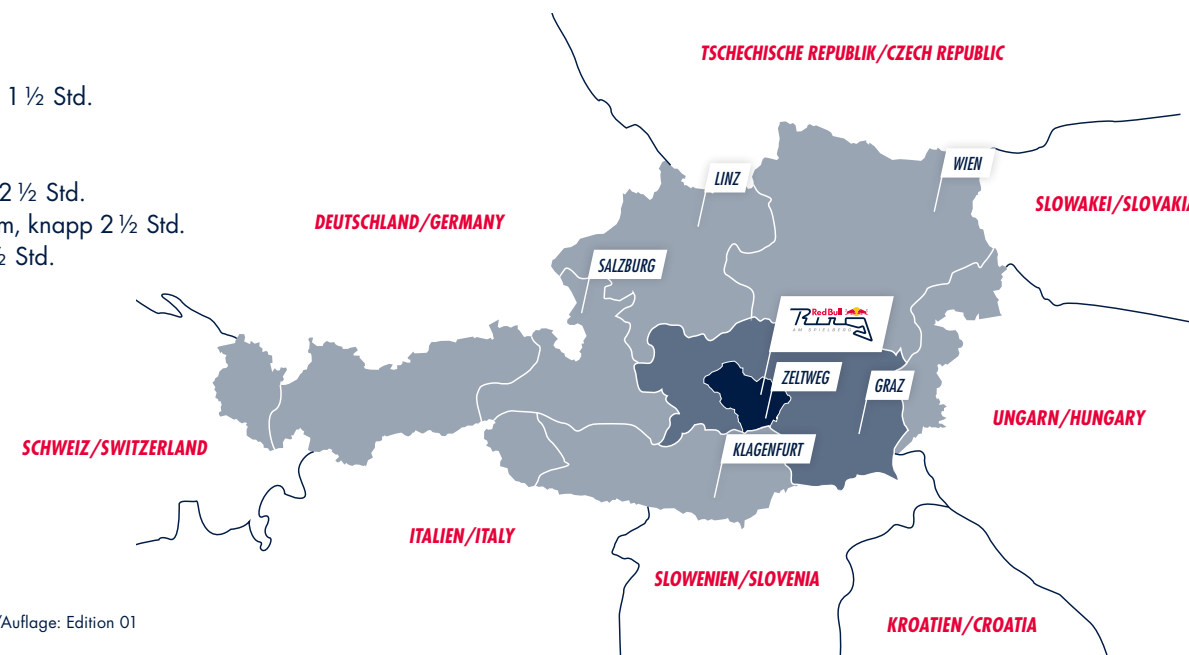 1 ½ Std.
2 ½ Std.
m, knapp 2 ½ Std.
½ Std.
TSCHECHISCHE REPUBLIK/CZECH REPUBLIC
WIEN
LINZ
SLOWAKEI/SLOVAKIA
DEUTSCHLAND/GERMANY
SALZBURG
Red Bull
Ring
AM SPIELBERG
ZELTWEG
GRAZ
UNGARN/HUNGARY
SCHWEIZ/SWITZERLAND
KLAGENFURT
ITALIEN/ITALY
SLOWENIEN/SLOVENIA
/Auflage: Edition 01
KROATIEN/CROATIA